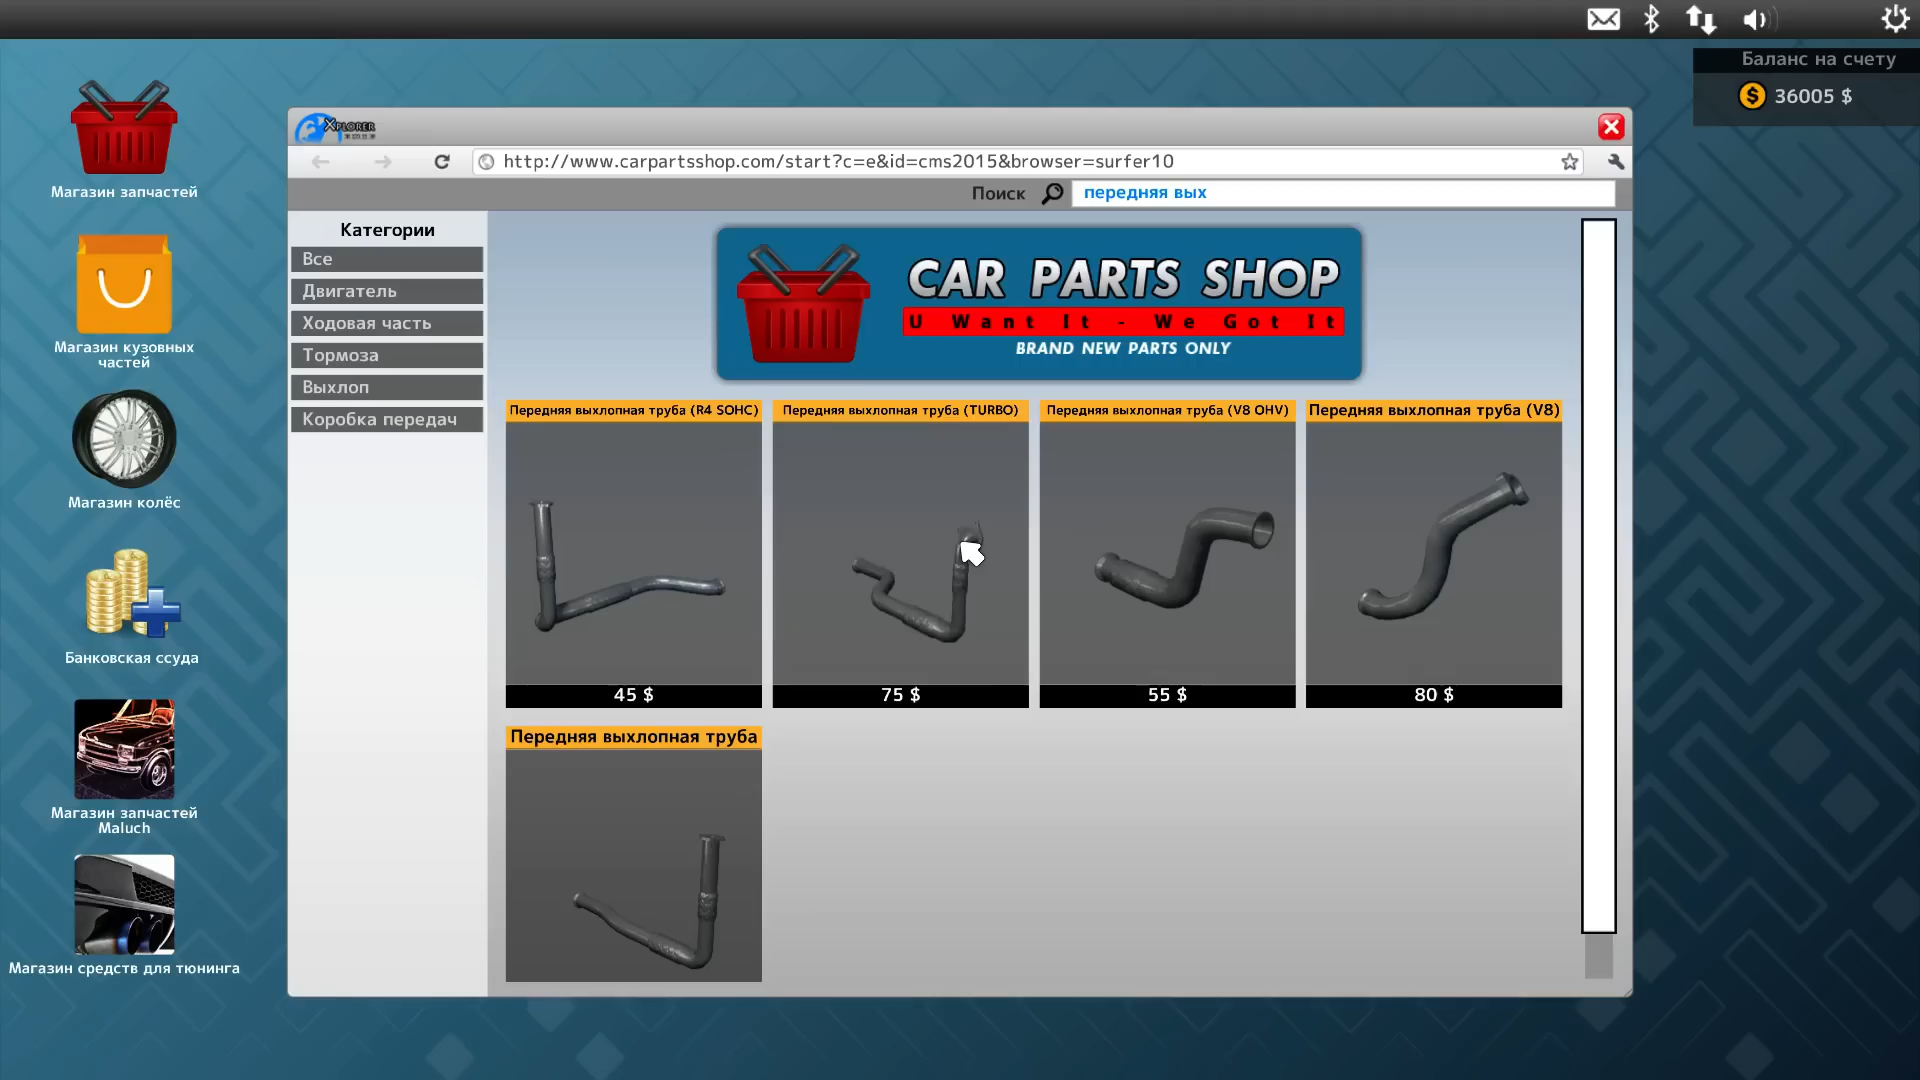 Баланс на счету
36005 $
XPLORER
http://www.carpartsshop.com/start?c=e&id=cms2015&browser=surfer10
Поиск
передняя вых
Магазин запчастей
Магазин кузовных
частей
Магазин колёс
Банковская ссуда
Магазин запчастей
Maluch
Магазин средств для тюнинга
Категории
Все
Двигатель
Ходовая часть
Тормоза
Выхлоп
Коробка передач
CAR PARTS SHOP
U Want It - We Got It
BRAND NEW PARTS ONLY
Передняя выхлопная труба (R4 SOHC)
45 $
Передняя выхлопная труба (TURBO)
75 $
Передняя выхлопная труба (V8 OHV)
55 $
Передняя выхлопная труба (V8)
80 $
Передняя выхлопная труба